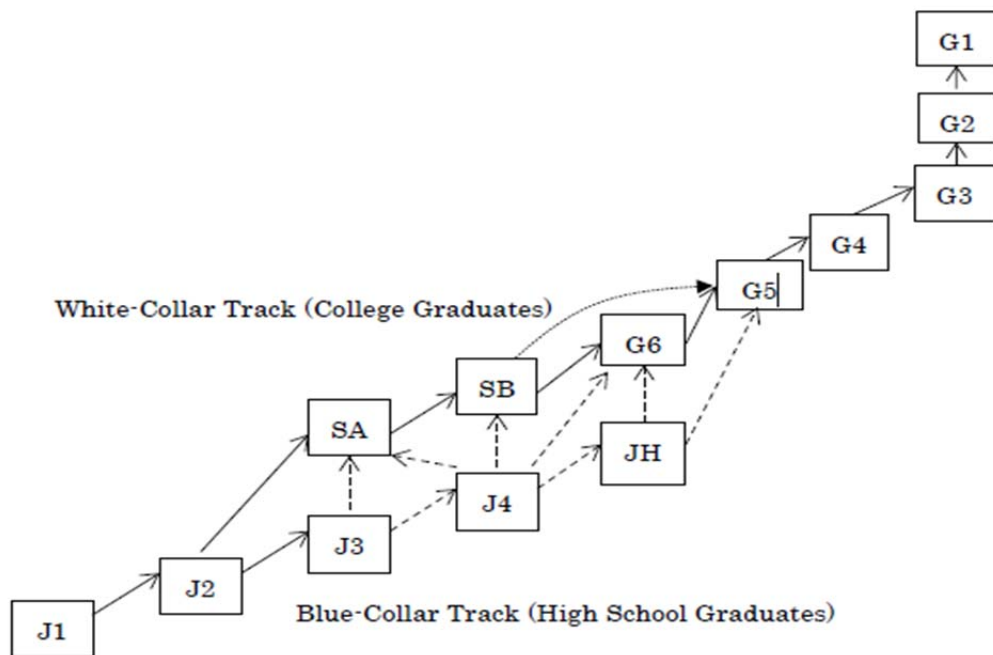 G1
G2
G3
G4
G5
White-Collar Track (College Graduates)
G6
SB
SA
JH
J4
J3
J2
Blue-Collar Track (High School Graduates)
J1